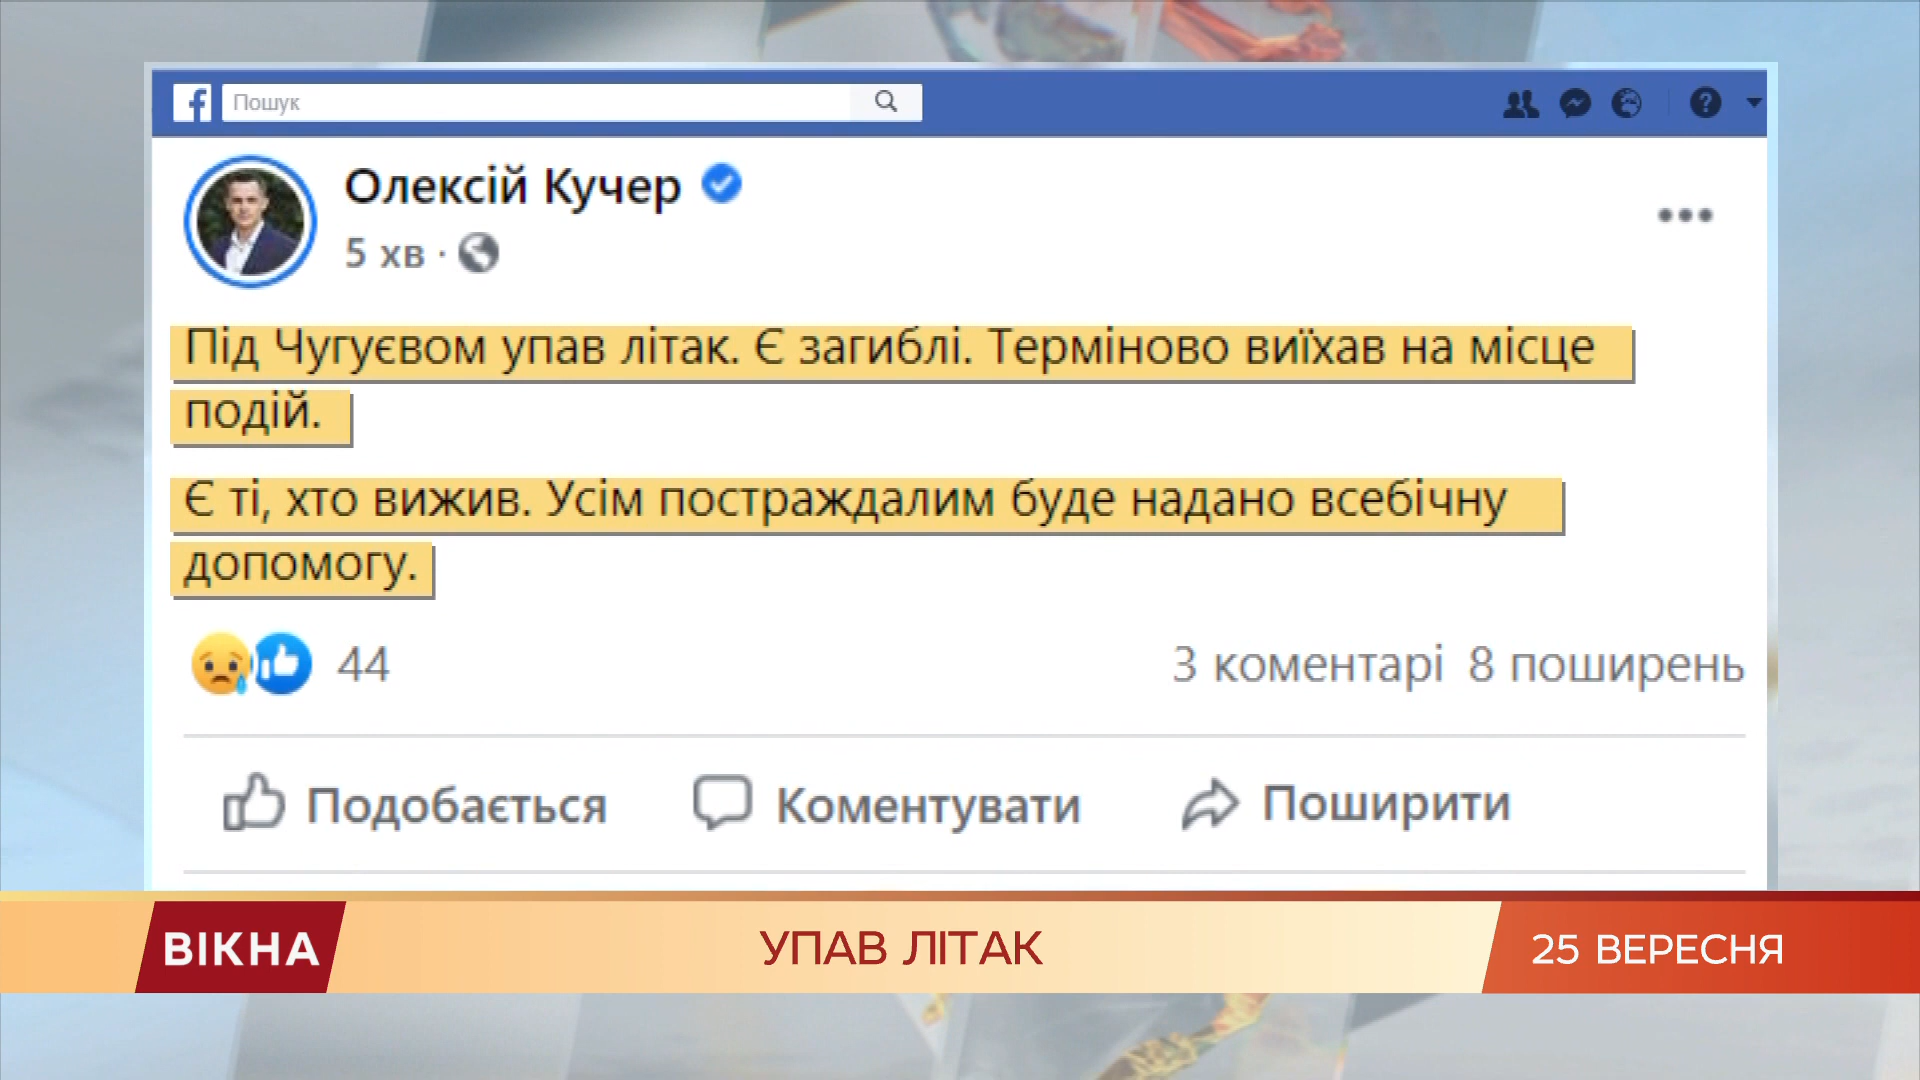 Пошук
Олексій Кучер
5 хв ·
Під Чугуєвом упав літак. Є загиблі. Терміново виїхав на місце
подій.
Є ті, хто вижив. Усім постраждалим буде надано всебічну
допомогу.
44
3 коментарі 8 поширень
Подобається Коментувати Поширити
ВІКНА
УПАВ ЛІТАК
25 ВЕРЕСНЯ